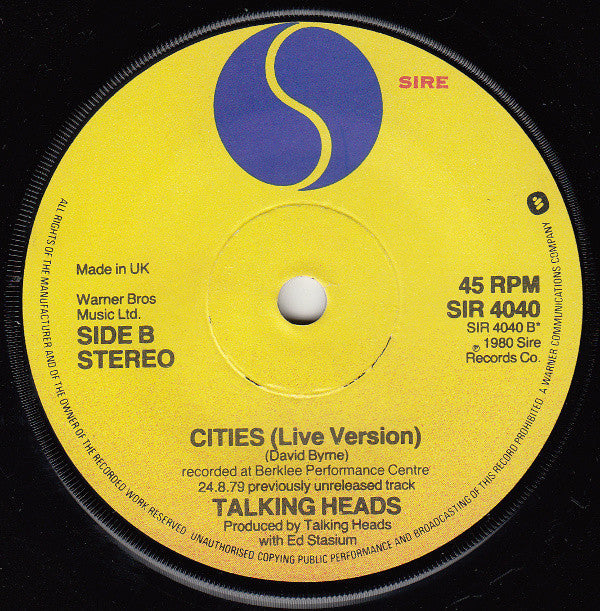 SIRE
Made in UK
Warner Bros
Music Ltd.
SIDE B
STEREO
45 RPM
SIR 4040
SIR 4040 B*
℗ 1980 Sire
Records Co.
CITIES (Live Version)
(David Byrne)
recorded at Berklee Performance Centre
24.8.79 previously unreleased track
TALKING HEADS
Produced by Talking Heads
with Ed Stasium
ALL RIGHTS OF THE MANUFACTURER AND OF THE OWNER OF THE RECORDED WORK RESERVED UNAUTHORISED COPYING PUBLIC PERFORMANCE AND BROADCASTING OF THIS RECORD PROHIBITED A WARNER COMMUNICATIONS COMPANY